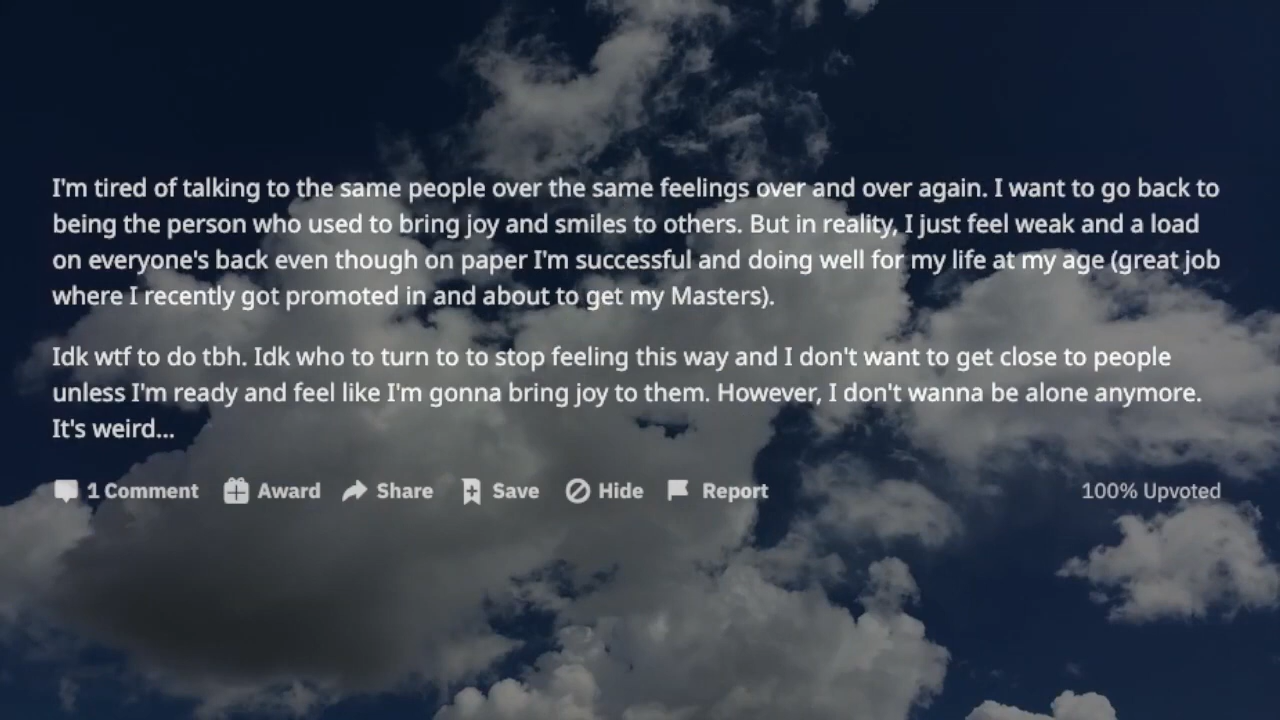 I'm tired of talking to the same people over the same feelings over and over again. I want to go back to
being the person who used to bring joy and smiles to others. But in reality, I just feel weak and a load
on everyone's back even though on paper I'm successful and doing well for my life at my age (great job
where I recently got promoted in and about to get my Masters).
Idk wtf to do tbh. Idk who to turn to to stop feeling this way and I don't want to get close to people
unless I'm ready and feel like I'm gonna bring joy to them. However, I don't wanna be alone anymore.
It's weird...
1 Comment Award Share Save Hide Report 100% Upvoted